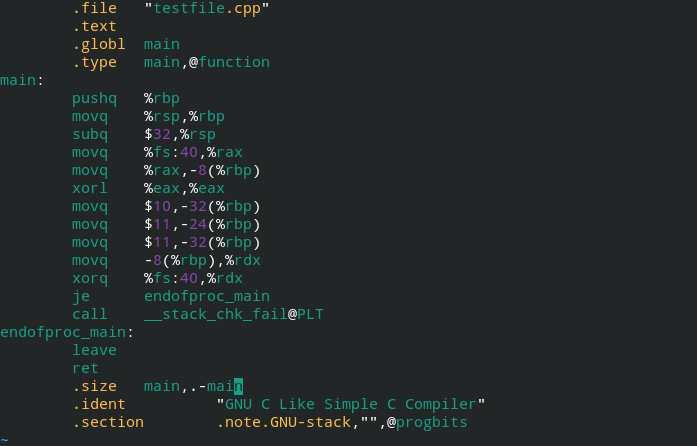 .file "testfile.cpp"
.text
.globl main
.type main,@function
main:
pushq %rbp
movq %rsp,%rbp
subq $32,%rsp
movq %fs:40,%rax
movq %rax,-8(%rbp)
xorl %eax,%eax
movq $10,-32(%rbp)
movq $11,-24(%rbp)
movq $11,-32(%rbp)
movq -8(%rbp),%rdx
xorq %fs:40,%rdx
je endofproc_main
call __stack_chk_fail@PLT
endofproc_main:
leave
ret
.size main,.-main
.ident "GNU C Like Simple C Compiler"
.section .note.GNU-stack,"",@progbits
~